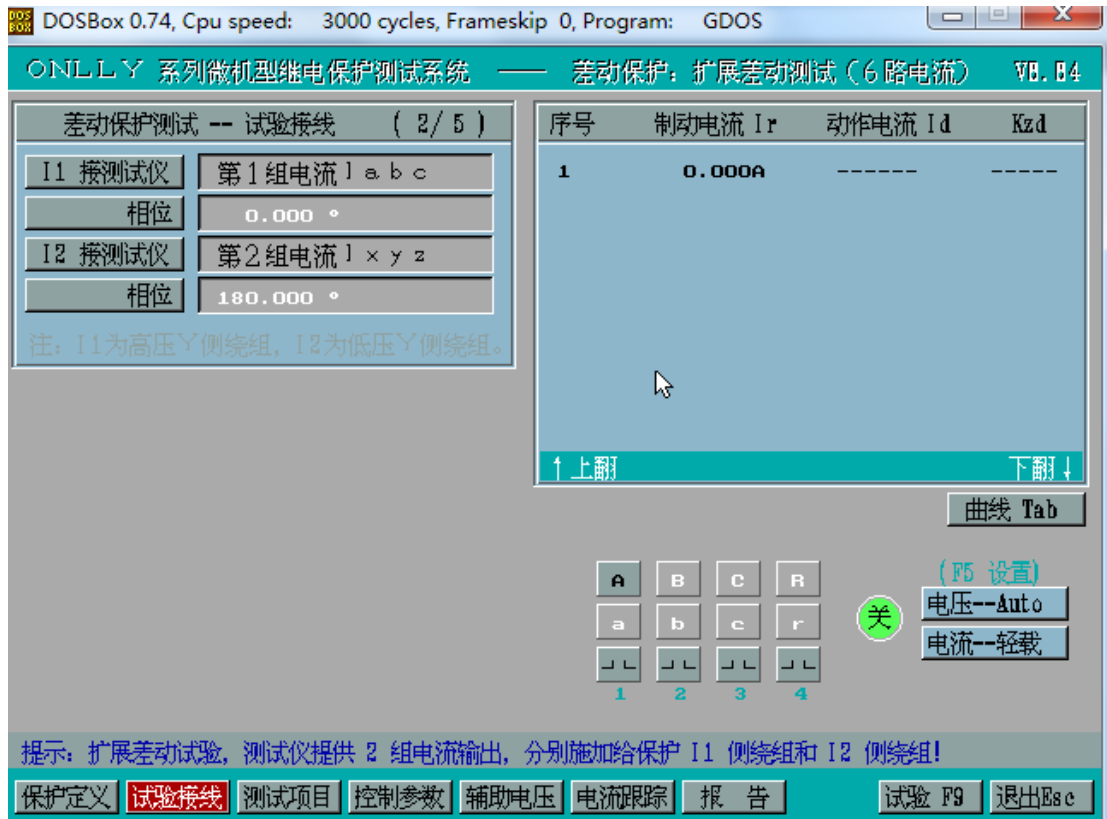 DOSBox 0.74, Cpu speed: 3000 cycles, Frameskip 0, Program: GDOS
ONLLY 系列微机型继电保护测试系统 —— 差动保护: 扩展差动测试(6路电流) V8.04
差动保护测试 -- 试验接线 ( 2/ 5 )
I1 接测试仪 第1组电流Iabc
相位 0.000 °
I2 接测试仪 第2组电流Ixyz
相位 180.000 °
注: I1为高压Y侧绕组, I2为低压Y侧绕组。
序号 制动电流 Ir 动作电流 Id Kzd
1 0.000A ------ -----
↑上翻 下翻↓
曲线 Tab
A B C R
a b c r
1 2 3 4
关
(F5 设置)
电压--Auto
电流--轻载
提示: 扩展差动试验, 测试仪提供 2 组电流输出, 分别施加给保护 I1 侧绕组和 I2 侧绕组!
保护定义 试验接线 测试项目 控制参数 辅助电压 电流跟踪 报 告 试验 F9 退出Esc